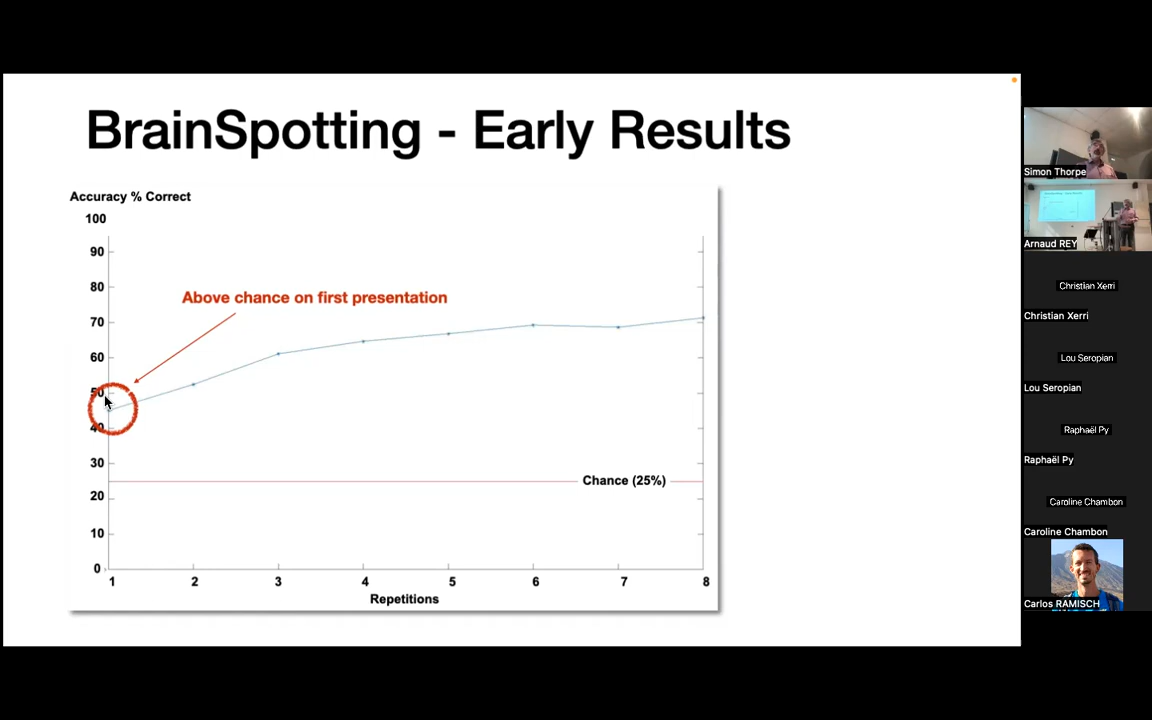 BrainSpotting - Early Results
Accuracy % Correct
100
90
80
70
60
50
40
30
20
10
0
Above chance on first presentation
Chance (25%)
1 2 3 4 5 6 7 8
Repetitions
Simon Thorpe
Arnaud REY
Christian Xerri
Christian Xerri
Lou Seropian
Lou Seropian
Raphaël Py
Raphaël Py
Caroline Chambon
Caroline Chambon
Carlos RAMISCH